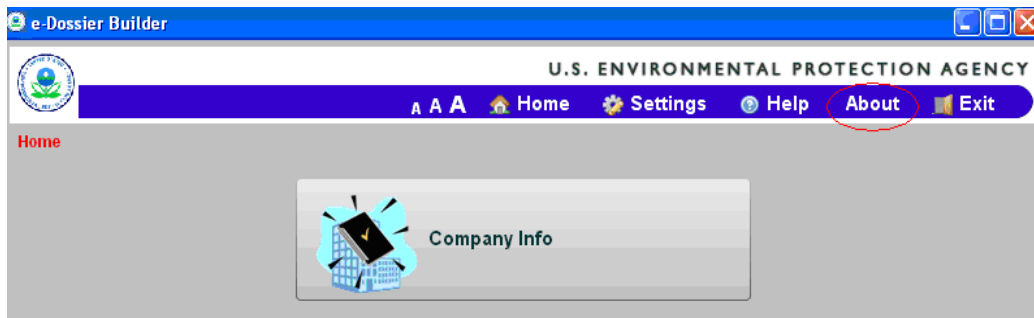 e-Dossier Builder
U.S. ENVIRONMENTAL PROTECTION AGENCY
A A A Home Settings Help About Exit
Home
Company Info